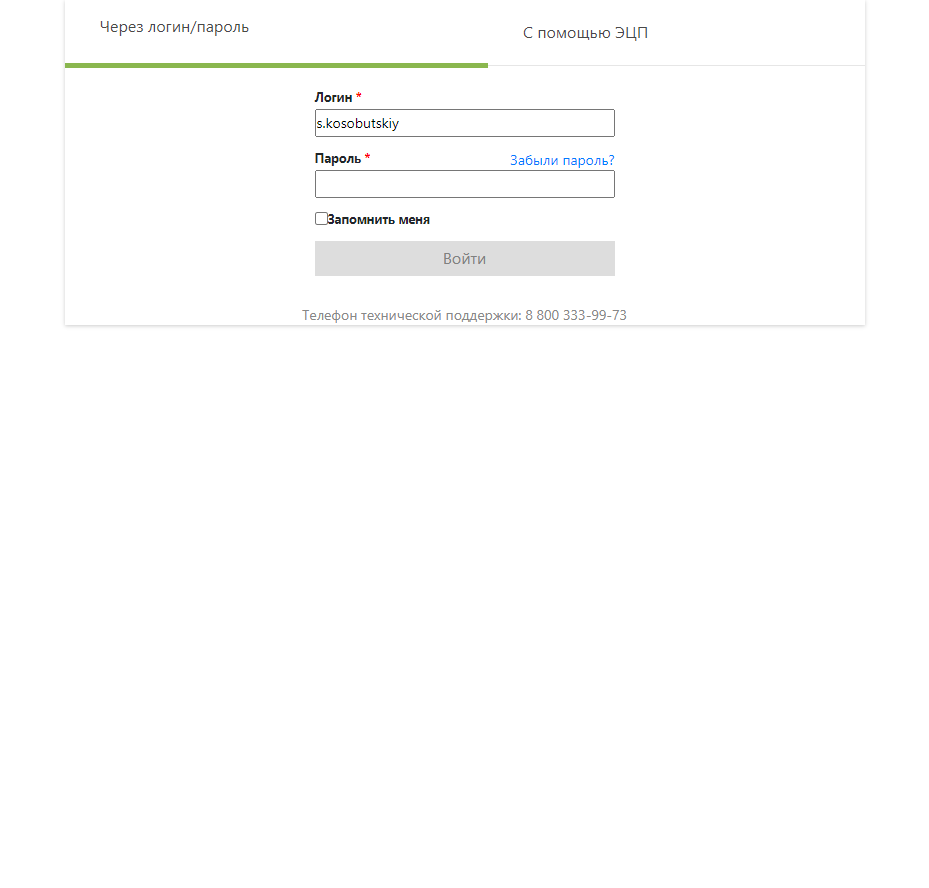 Через логин/пароль
С помощью ЭЦП
Логин *
s.kosobutskiy
Пароль *
Забыли пароль?
Запомнить меня
Войти
Телефон технической поддержки: 8 800 333-99-73